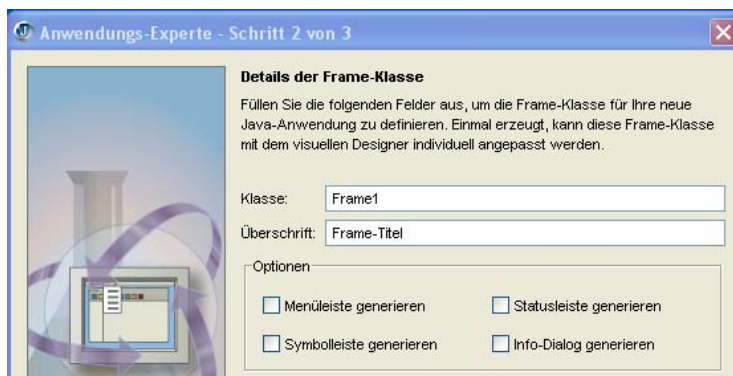 Anwendungs-Experte - Schritt 2 von 3
Details der Frame-Klasse
Füllen Sie die folgenden Felder aus, um die Frame-Klasse für Ihre neue
Java-Anwendung zu definieren. Einmal erzeugt, kann diese Frame-Klasse
mit dem visuellen Designer individuell angepasst werden.
Klasse: Frame1
Überschrift: Frame-Titel
Optionen
Menüleiste generieren Statusleiste generieren
Symbolleiste generieren Info-Dialog generieren